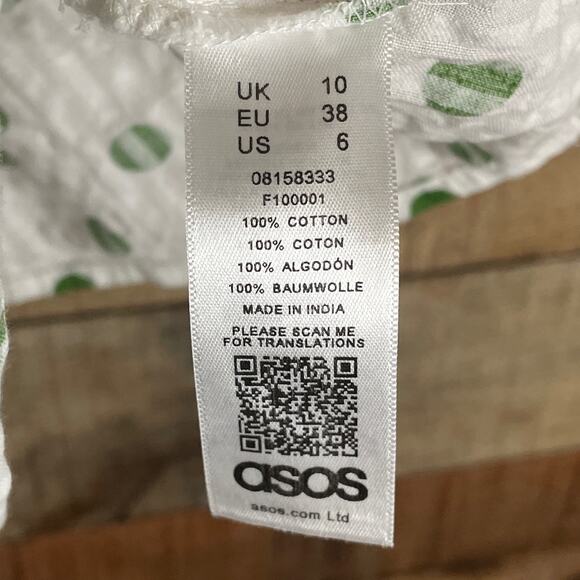 UK 10
EU 38
US 6
08158333
F100001
100% COTTON
100% COTON
100% ALGODÓN
100% BAUMWOLLE
MADE IN INDIA
PLEASE SCAN ME
FOR TRANSLATIONS
asos
asos.com Ltd